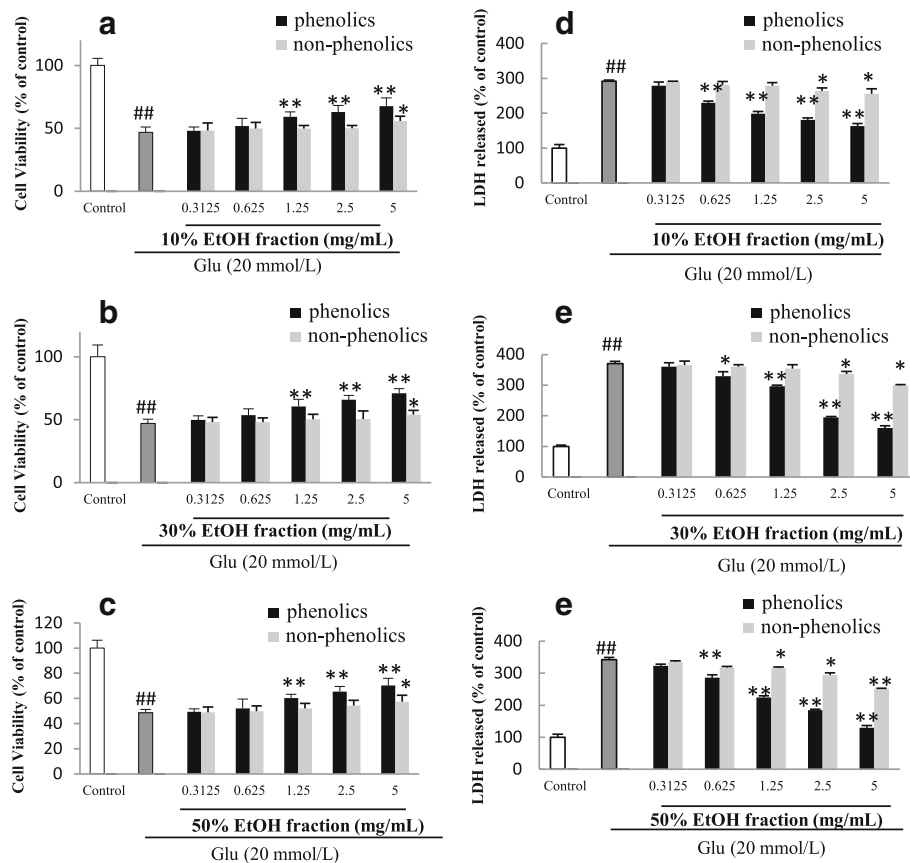 a
phenolics
non-phenolics
Cell Viability (% of control)
100
50
0
##
**
**
**
*
Control
0.3125
0.625
1.25
2.5
5
10% EtOH fraction (mg/mL)
Glu (20 mmol/L)
d
phenolics
non-phenolics
LDH released (% of control)
400
300
200
100
0
##
**
**
*
**
*
**
Control
0.3125
0.625
1.25
2.5
5
10% EtOH fraction (mg/mL)
Glu (20 mmol/L)
b
phenolics
non-phenolics
Cell Viability (% of control)
100
50
0
##
**
**
**
*
Control
0.3125
0.625
1.25
2.5
5
30% EtOH fraction (mg/mL)
Glu (20 mmol/L)
e
phenolics
non-phenolics
LDH released (% of control)
400
300
200
100
0
##
*
**
*
**
*
**
Control
0.3125
0.625
1.25
2.5
5
30% EtOH fraction (mg/mL)
Glu (20 mmol/L)
c
phenolics
non-phenolics
Cell Viability (% of control)
120
100
80
60
40
20
0
##
**
**
**
*
Control
0.3125
0.625
1.25
2.5
5
50% EtOH fraction (mg/mL)
Glu (20 mmol/L)
e
phenolics
non-phenolics
LDH released (% of control)
400
300
200
100
0
##
**
*
**
*
**
**
**
Control
0.3125
0.625
1.25
2.5
5
50% EtOH fraction (mg/mL)
Glu (20 mmol/L)